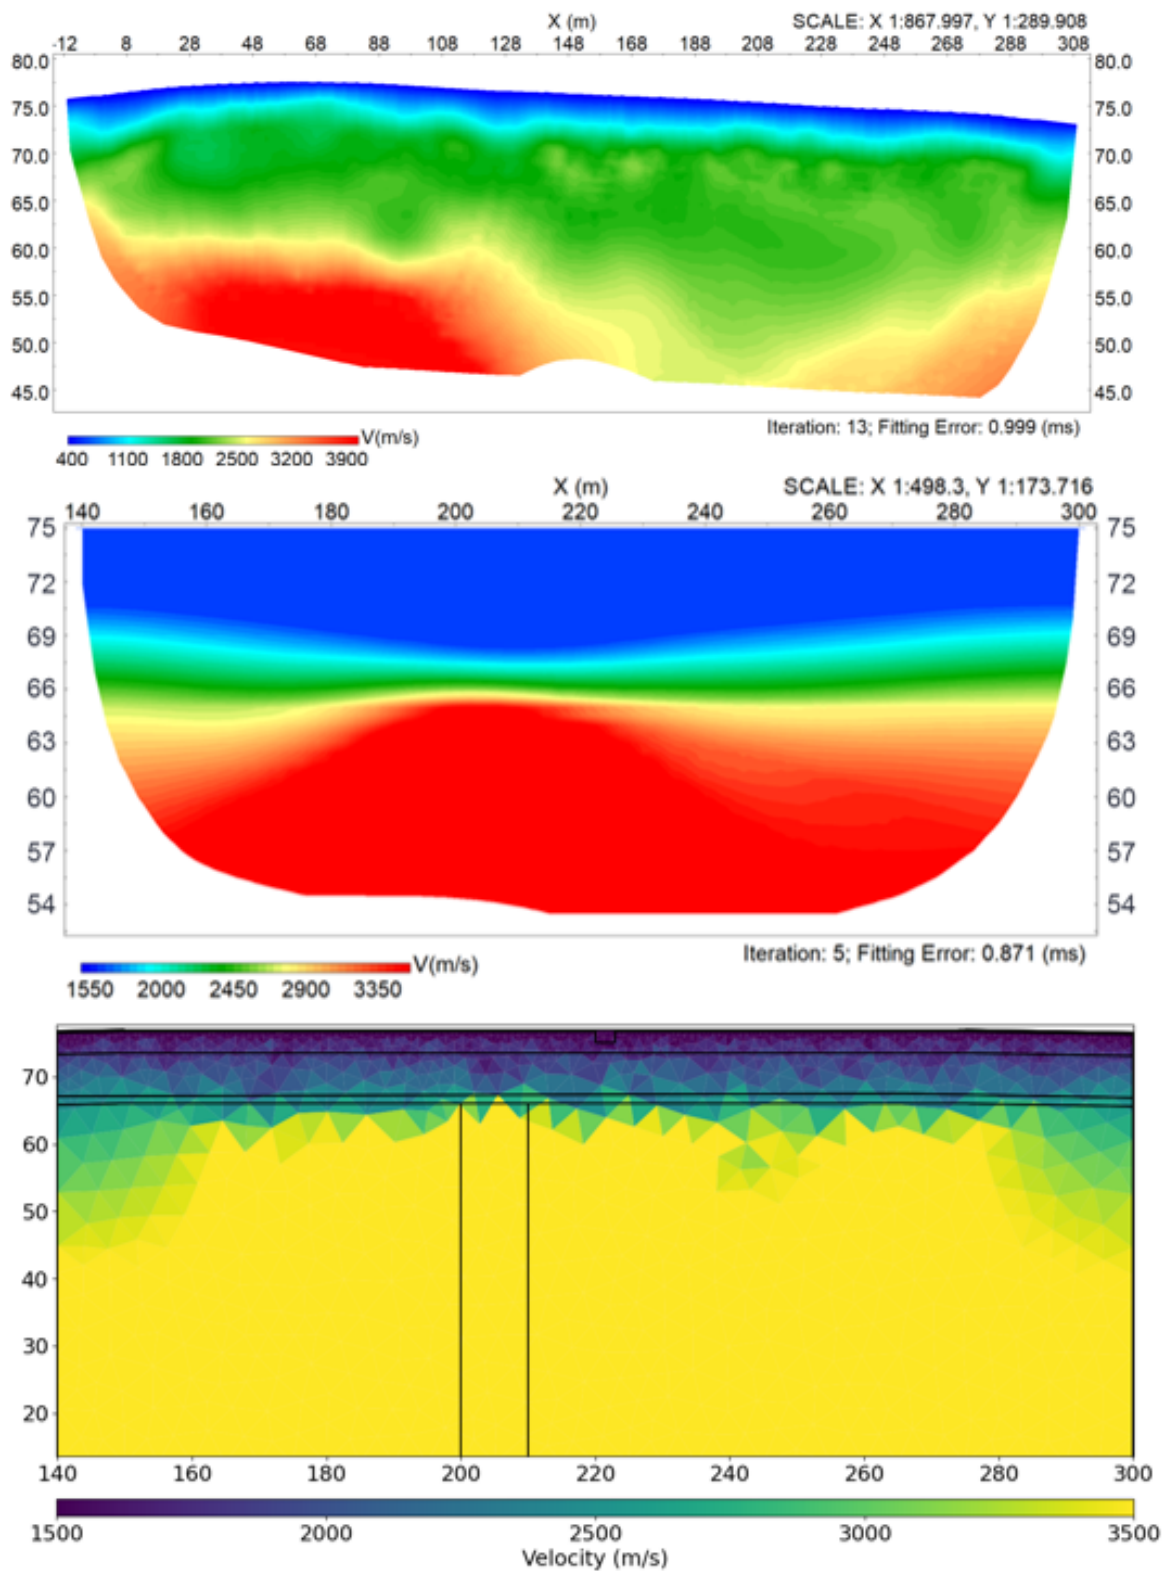 X (m) SCALE: X 1:867.997, Y 1:289.908
-12 8 28 48 68 88 108 128 148 168 188 208 228 248 268 288 308
80.0 80.0
75.0 75.0
70.0 70.0
65.0 65.0
60.0 60.0
55.0 55.0
50.0 50.0
45.0 45.0
Iteration: 13; Fitting Error: 0.999 (ms)
V(m/s)
400 1100 1800 2500 3200 3900
X (m) SCALE: X 1:498.3, Y 1:173.716
140 160 180 200 220 240 260 280 300
75 75
72 72
69 69
66 66
63 63
60 60
57 57
54 54
Iteration: 5; Fitting Error: 0.871 (ms)
V(m/s)
1550 2000 2450 2900 3350
70
60
50
40
30
20
140 160 180 200 220 240 260 280 300
1500 2000 2500 3000 3500
Velocity (m/s)